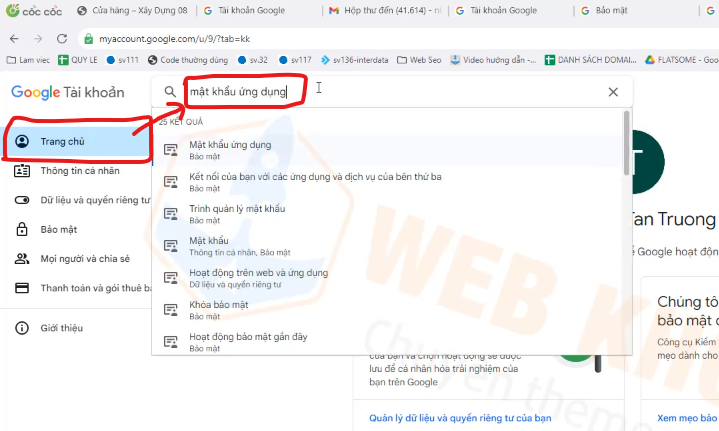 cốc cốc
Cửa hàng – Xây Dựng 08
Tài khoản Google
Hộp thư đến (41.614) - ni
Tài khoản Google
Bảo mật
myaccount.google.com/u/9/?tab=kk
Lam viec
QUY LE
sv111
Code thường dùng
sv.32
sv117
sv136-interdata
Web Seo
Video hướng dẫn -...
DANH SÁCH DOMAI...
FLATSOME - Google
Google Tài khoản
mật khẩu ứng dụng
25 KẾT QUẢ
Trang chủ
Thông tin cá nhân
Dữ liệu và quyền riêng tư
Bảo mật
Mọi người và chia sẻ
Thanh toán và gói thuê b
Giới thiệu
Mật khẩu ứng dụng
Bảo mật
Kết nối của bạn với các ứng dụng và dịch vụ của bên thứ ba
Bảo mật
Trình quản lý mật khẩu
Bảo mật
Mật khẩu
Thông tin cá nhân, Bảo mật
Hoạt động trên web và ứng dụng
Dữ liệu và quyền riêng tư
Khóa bảo mật
Bảo mật
Hoạt động bảo mật gần đây
Bảo mật
T
Tan Truong
Google hoạt độn
Chúng tô
bảo mật c
Công cụ Kiểm
mẹo dành cho
của bạn và chọn hoạt động sẽ được
lưu để cá nhân hóa trải nghiệm của
bạn trên Google
Quản lý dữ liệu và quyền riêng tư của bạn
Xem mẹo bảo
WEB KH
Chuyên theme